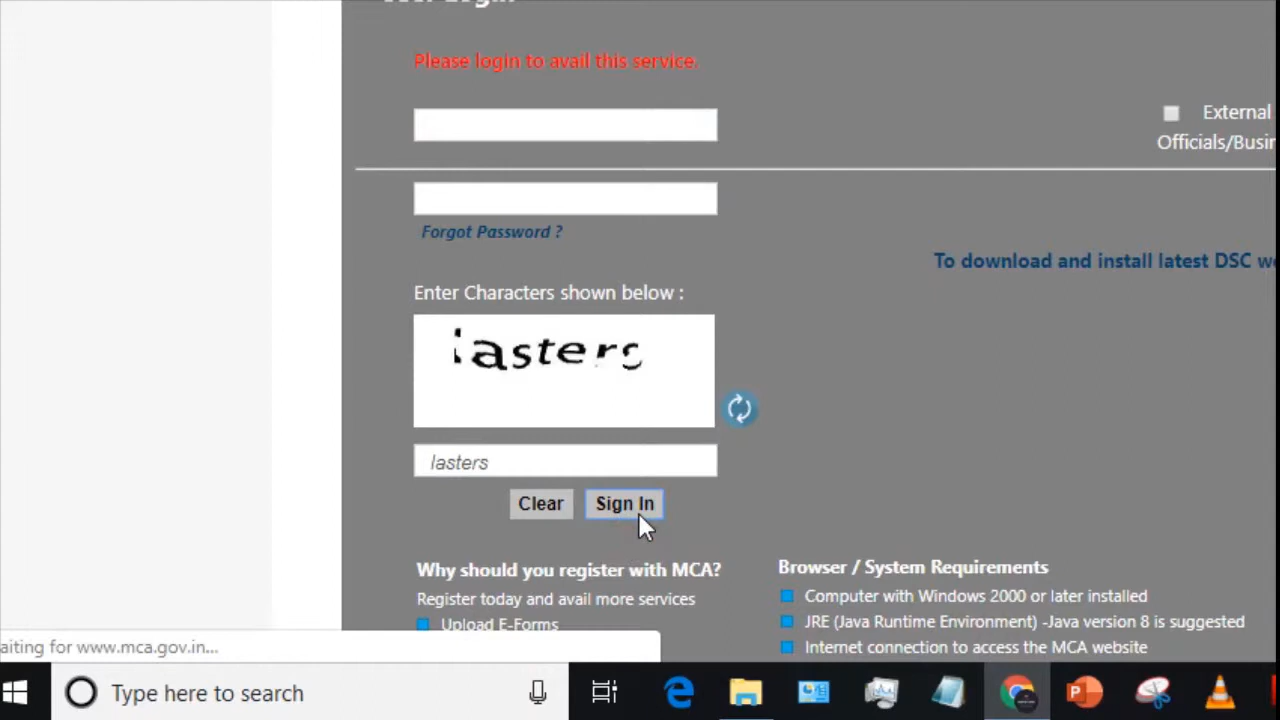 Please login to avail this service.
External
Officials/Busin
Forgot Password ?
To download and install latest DSC we
Enter Characters shown below :
lasters
lasters
Clear
Sign In
Why should you register with MCA?
Register today and avail more services
Upload E-Forms
Browser / System Requirements
Computer with Windows 2000 or later installed
JRE (Java Runtime Environment) -Java version 8 is suggested
Internet connection to access the MCA website
aiting for www.mca.gov.in...
Type here to search